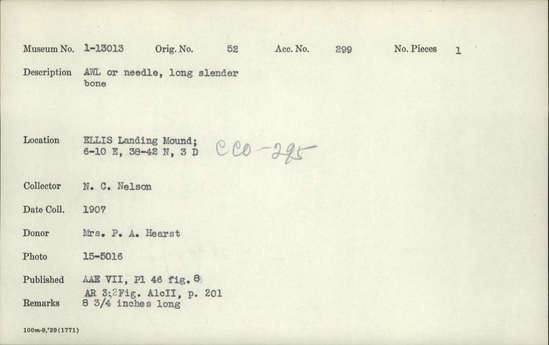 Museum No. 1-13013 Orig. No. 52 Acc. No. 299 No. Pieces 1
Description AWL or needle, long slender
bone
Location ELLIS Landing Mound;
6-10 E, 38-42 N, 3 D CCO-295
Collector N. C. Nelson
Date Coll. 1907
Donor Mrs. P. A. Hearst
Photo 15-5016
Published AAE VII, Pl 46 fig. 8
AR 3:2Fig. AlcII, p. 201
Remarks 8 3/4 inches long
100m-9,'29(1771)